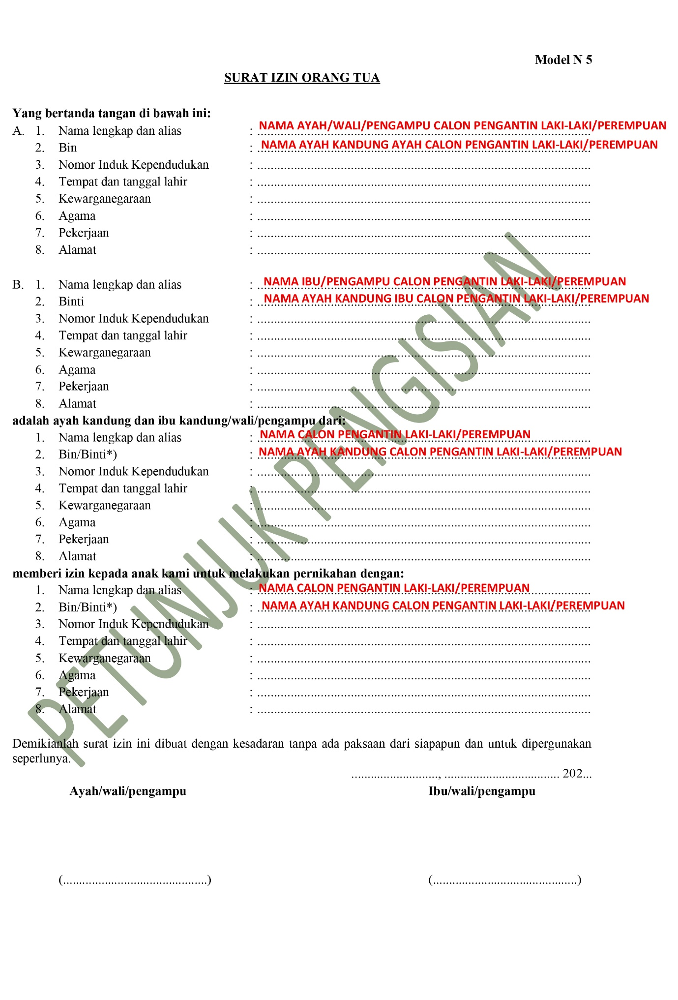 Model N 5
SURAT IZIN ORANG TUA
Yang bertanda tangan di bawah ini:
A. 1. Nama lengkap dan alias : NAMA AYAH/WALI/PENGAMPU CALON PENGANTIN LAKI-LAKI/PEREMPUAN
2. Bin : NAMA AYAH KANDUNG AYAH CALON PENGANTIN LAKI-LAKI/PEREMPUAN
3. Nomor Induk Kependudukan : ....................................................................................................
4. Tempat dan tanggal lahir : ....................................................................................................
5. Kewarganegaraan : ....................................................................................................
6. Agama : ....................................................................................................
7. Pekerjaan : ....................................................................................................
8. Alamat : ....................................................................................................
B. 1. Nama lengkap dan alias : NAMA IBU/PENGAMPU CALON PENGANTIN LAKI-LAKI/PEREMPUAN
2. Binti : NAMA AYAH KANDUNG IBU CALON PENGANTIN LAKI-LAKI/PEREMPUAN
3. Nomor Induk Kependudukan : ....................................................................................................
4. Tempat dan tanggal lahir : ....................................................................................................
5. Kewarganegaraan : ....................................................................................................
6. Agama : ....................................................................................................
7. Pekerjaan : ....................................................................................................
8. Alamat : ....................................................................................................
adalah ayah kandung dan ibu kandung/wali/pengampu dari:
1. Nama lengkap dan alias : NAMA CALON PENGANTIN LAKI-LAKI/PEREMPUAN
2. Bin/Binti*) : NAMA AYAH KANDUNG CALON PENGANTIN LAKI-LAKI/PEREMPUAN
3. Nomor Induk Kependudukan : ....................................................................................................
4. Tempat dan tanggal lahir : ....................................................................................................
5. Kewarganegaraan : ....................................................................................................
6. Agama : ....................................................................................................
7. Pekerjaan : ....................................................................................................
8. Alamat : ....................................................................................................
memberi izin kepada anak kami untuk melakukan pernikahan dengan:
1. Nama lengkap dan alias : NAMA CALON PENGANTIN LAKI-LAKI/PEREMPUAN
2. Bin/Binti*) : NAMA AYAH KANDUNG CALON PENGANTIN LAKI-LAKI/PEREMPUAN
3. Nomor Induk Kependudukan : ....................................................................................................
4. Tempat dan tanggal lahir : ....................................................................................................
5. Kewarganegaraan : ....................................................................................................
6. Agama : ....................................................................................................
7. Pekerjaan : ....................................................................................................
8. Alamat : ....................................................................................................
PETUNJUK PENGISIAN
Demikianlah surat izin ini dibuat dengan kesadaran tanpa ada paksaan dari siapapun dan untuk dipergunakan
seperlunya.
..........................., .................................... 202...
Ayah/wali/pengampu Ibu/wali/pengampu
(.............................................) (.............................................)